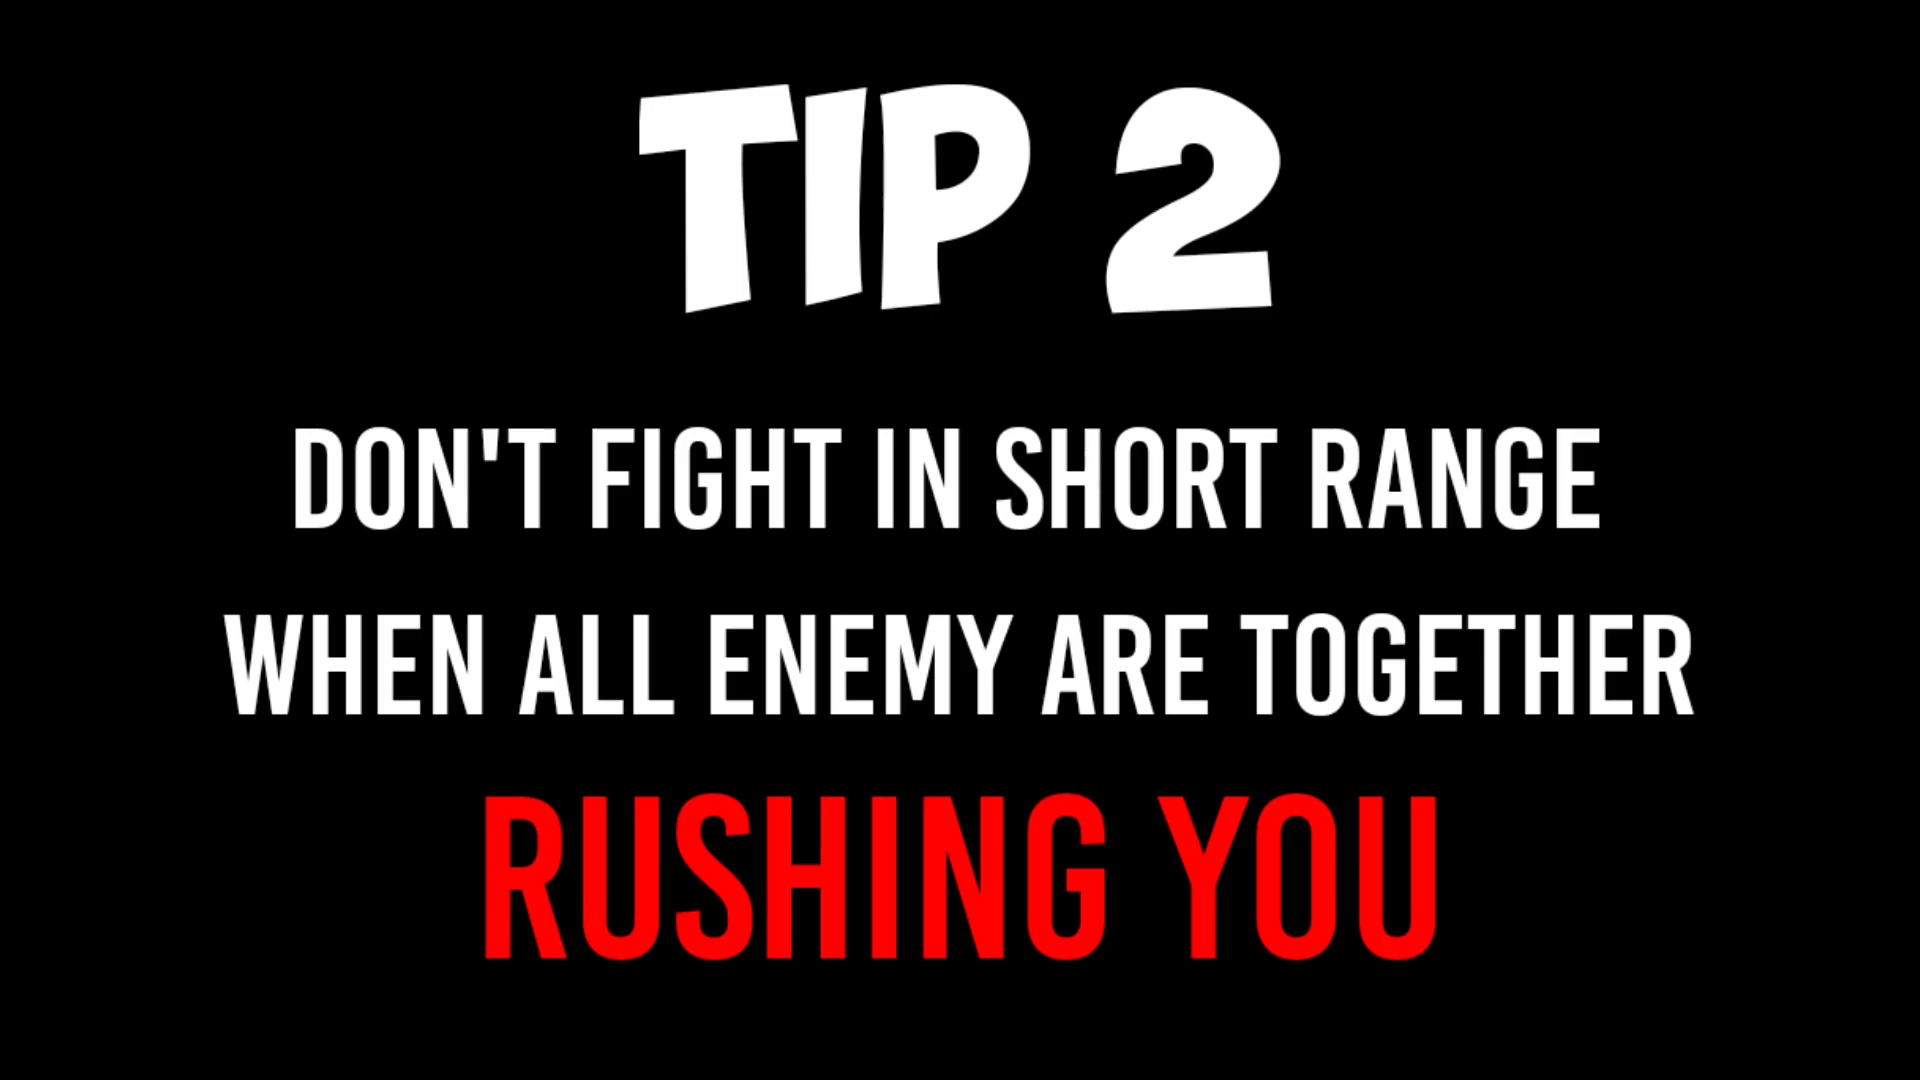 TIP 2
DON'T FIGHT IN SHORT RANGE
WHEN ALL ENEMY ARE TOGETHER
RUSHING YOU